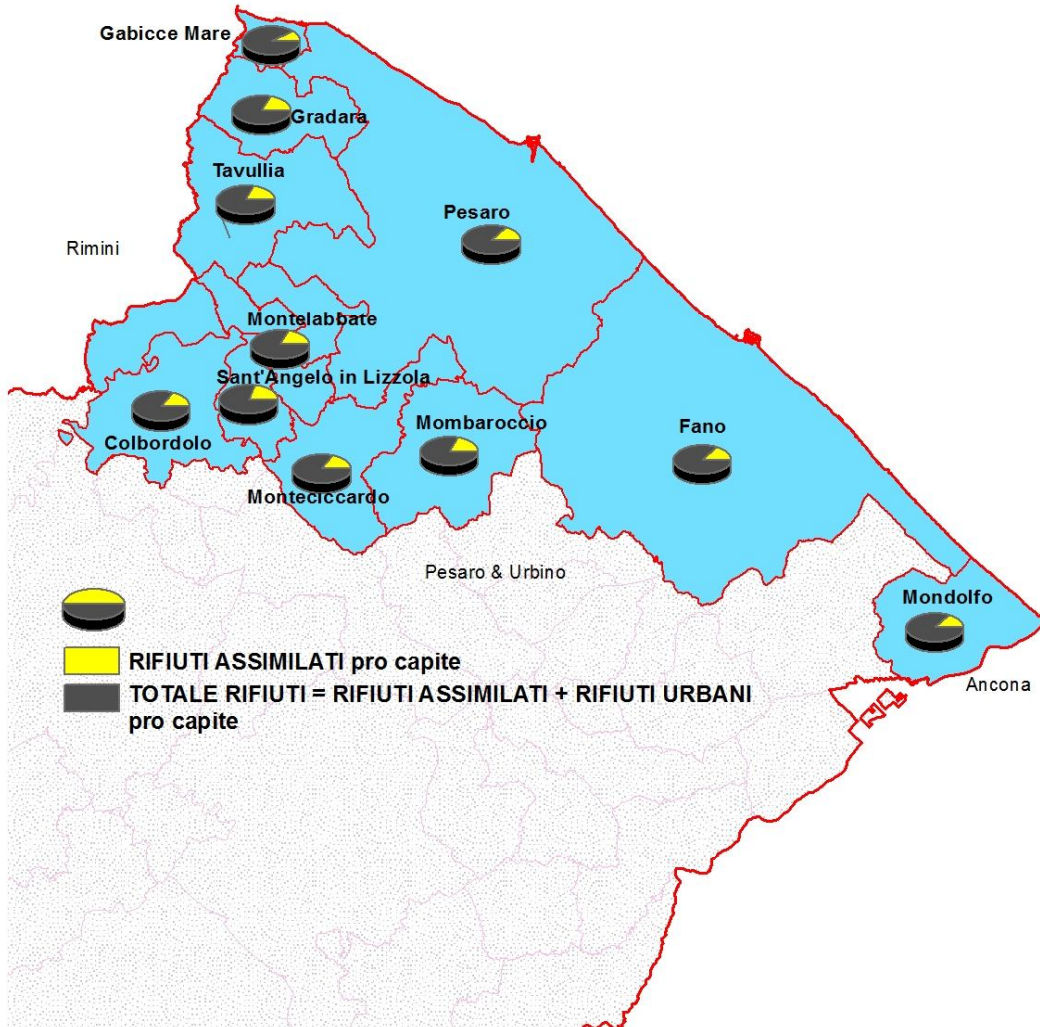 Gabicce Mare
Gradara
Tavullia
Pesaro
Rimini
Montelabbate
Sant'Angelo in Lizzola
Mombaroccio
Fano
Colbordolo
Monteciccardo
Pesaro & Urbino
Mondolfo
RIFIUTI ASSIMILATI pro capite
Ancona
TOTALE RIFIUTI = RIFIUTI ASSIMILATI + RIFIUTI URBANI
pro capite